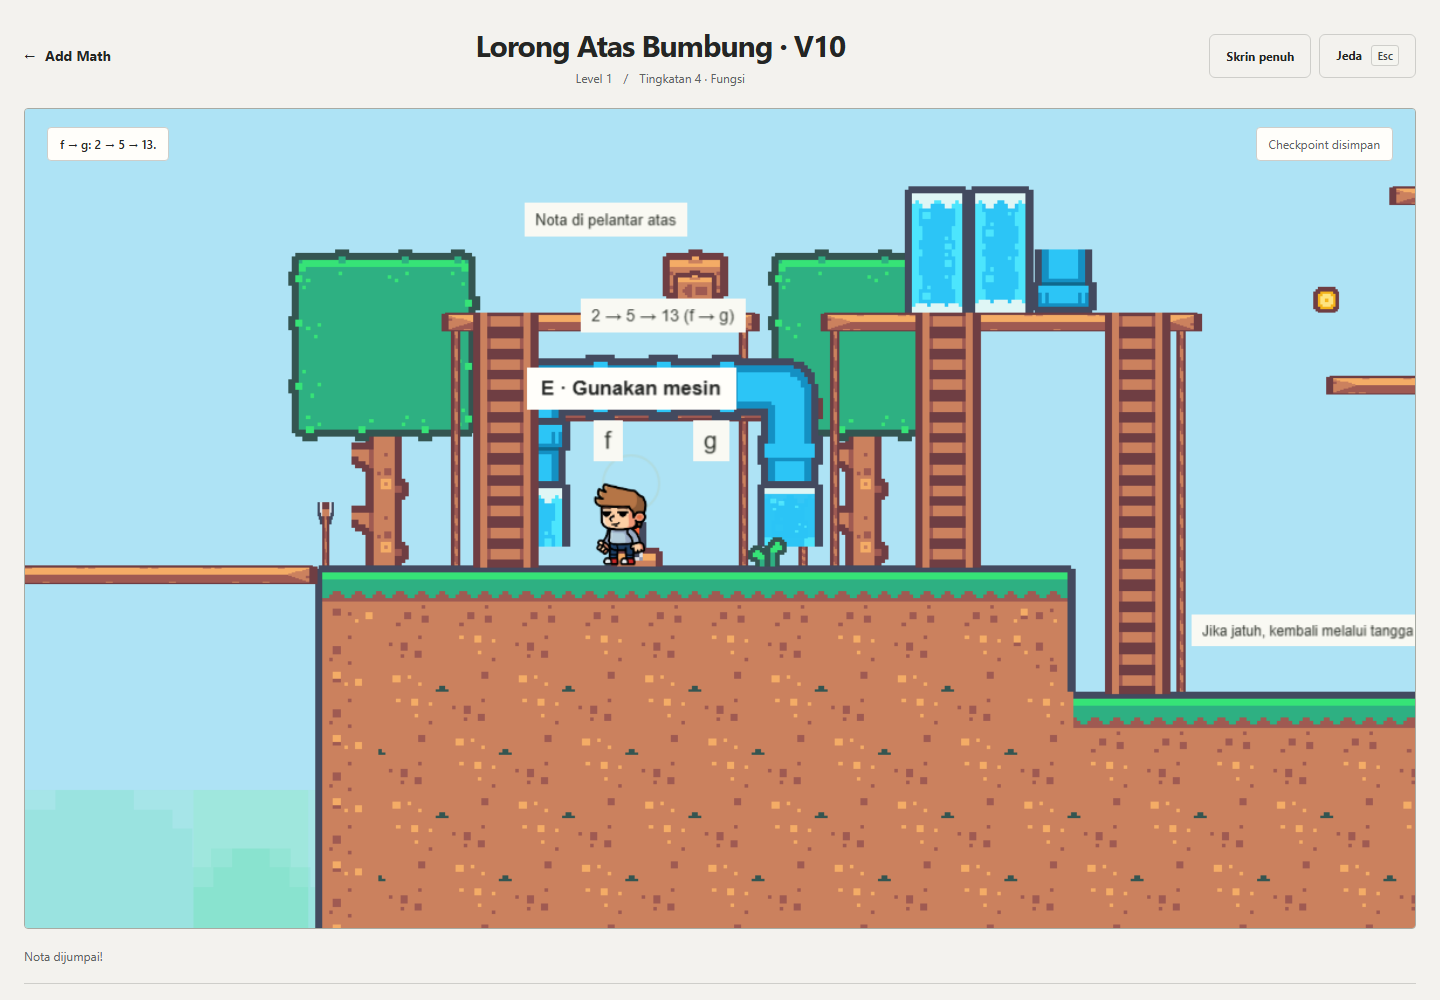 ← Add Math
Lorong Atas Bumbung · V10
Level 1 / Tingkatan 4 · Fungsi
Skrin penuh
Jeda Esc
f → g: 2 → 5 → 13.
Checkpoint disimpan
Nota di pelantar atas
2 → 5 → 13 (f → g)
E · Gunakan mesin
f
g
Jika jatuh, kembali melalui tangga
Nota dijumpai!